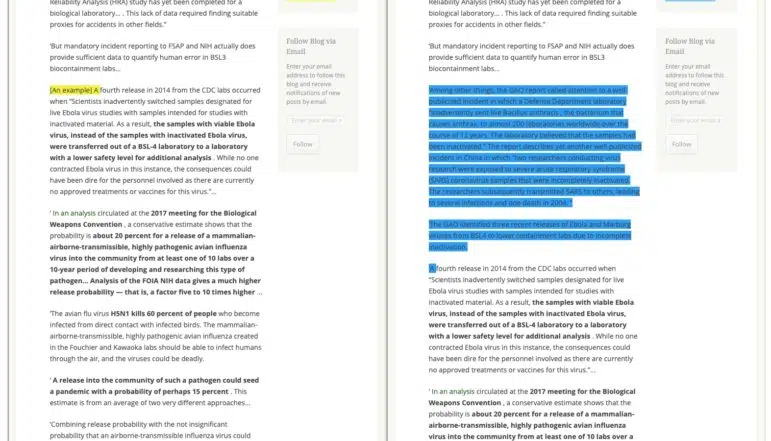 Reliability Analysis (HRA) study has yet been completed for a
biological laboratory... . This lack of data required finding suitable
proxies for accidents in other fields."
'But mandatory incident reporting to FSAP and NIH actually does
provide sufficient data to quantify human error in BSL3
biocontainment labs...
[An example] A fourth release in 2014 from the CDC labs occurred
when "Scientists inadvertently switched samples designated for
live Ebola virus studies with samples intended for studies with
inactivated material. As a result, the samples with viable Ebola
virus, instead of the samples with inactivated Ebola virus,
were transferred out of a BSL-4 laboratory to a laboratory
with a lower safety level for additional analysis . While no one
contracted Ebola virus in this instance, the consequences could
have been dire for the personnel involved as there are currently
no approved treatments or vaccines for this virus."...
' In an analysis circulated at the 2017 meeting for the Biological
Weapons Convention , a conservative estimate shows that the
probability is about 20 percent for a release of a mammalian-
airborne-transmissible, highly pathogenic avian influenza
virus into the community from at least one of 10 labs over a
10-year period of developing and researching this type of
pathogen... Analysis of the FOIA NIH data gives a much higher
release probability — that is, a factor five to 10 times higher ...
'The avian flu virus H5N1 kills 60 percent of people who become
infected from direct contact with infected birds. The mammalian-
airborne-transmissible, highly pathogenic avian influenza created
in the Fouchier and Kawaoka labs should be able to infect humans
through the air, and the viruses could be deadly.
' A release into the community of such a pathogen could seed
a pandemic with a probability of perhaps 15 percent . This
estimate is from an average of two very different approaches...
'Combining release probability with the not insignificant
probability that an airborne-transmissible influenza virus could
Follow Blog via
Email
Enter your email
address to follow this
blog and receive
notifications of new
posts by email.
Enter your email a
Follow
Reliability Analysis (HRA) study has yet been completed for a
biological laboratory... . This lack of data required finding suitable
proxies for accidents in other fields."
'But mandatory incident reporting to FSAP and NIH actually does
provide sufficient data to quantify human error in BSL3
biocontainment labs...
Among other things, the GAO report called attention to a well-
publicized incident in which a Defense Department laboratory
"inadvertently sent live Bacillus anthracis , the bacterium that
causes anthrax, to almost 200 laboratories worldwide over the
course of 12 years. The laboratory believed that the samples had
been inactivated." The report describes yet another well-publicized
incident in China in which "two researchers conducting virus
research were exposed to severe acute respiratory syndrome
(SARS) coronavirus samples that were incompletely inactivated.
The researchers subsequently transmitted SARS to others, leading
to several infections and one death in 2004."
'The GAO identified three recent releases of Ebola and Marburg
viruses from BSL4 to lower containment labs due to incomplete
inactivation.
A fourth release in 2014 from the CDC labs occurred when
"Scientists inadvertently switched samples designated for live
Ebola virus studies with samples intended for studies with
inactivated material. As a result, the samples with viable Ebola
virus, instead of the samples with inactivated Ebola virus,
were transferred out of a BSL-4 laboratory to a laboratory
with a lower safety level for additional analysis . While no one
contracted Ebola virus in this instance, the consequences could
have been dire for the personnel involved as there are currently
no approved treatments or vaccines for this virus."...
' In an analysis circulated at the 2017 meeting for the Biological
Weapons Convention , a conservative estimate shows that the
probability is about 20 percent for a release of a mammalian-
airborne-transmissible, highly pathogenic avian influenza
virus into the community from at least one of 10 labs over a
Follow Blog via
Email
Enter your email
address to follow this
blog and receive
notifications of new
posts by email.
Enter your email a
Follow